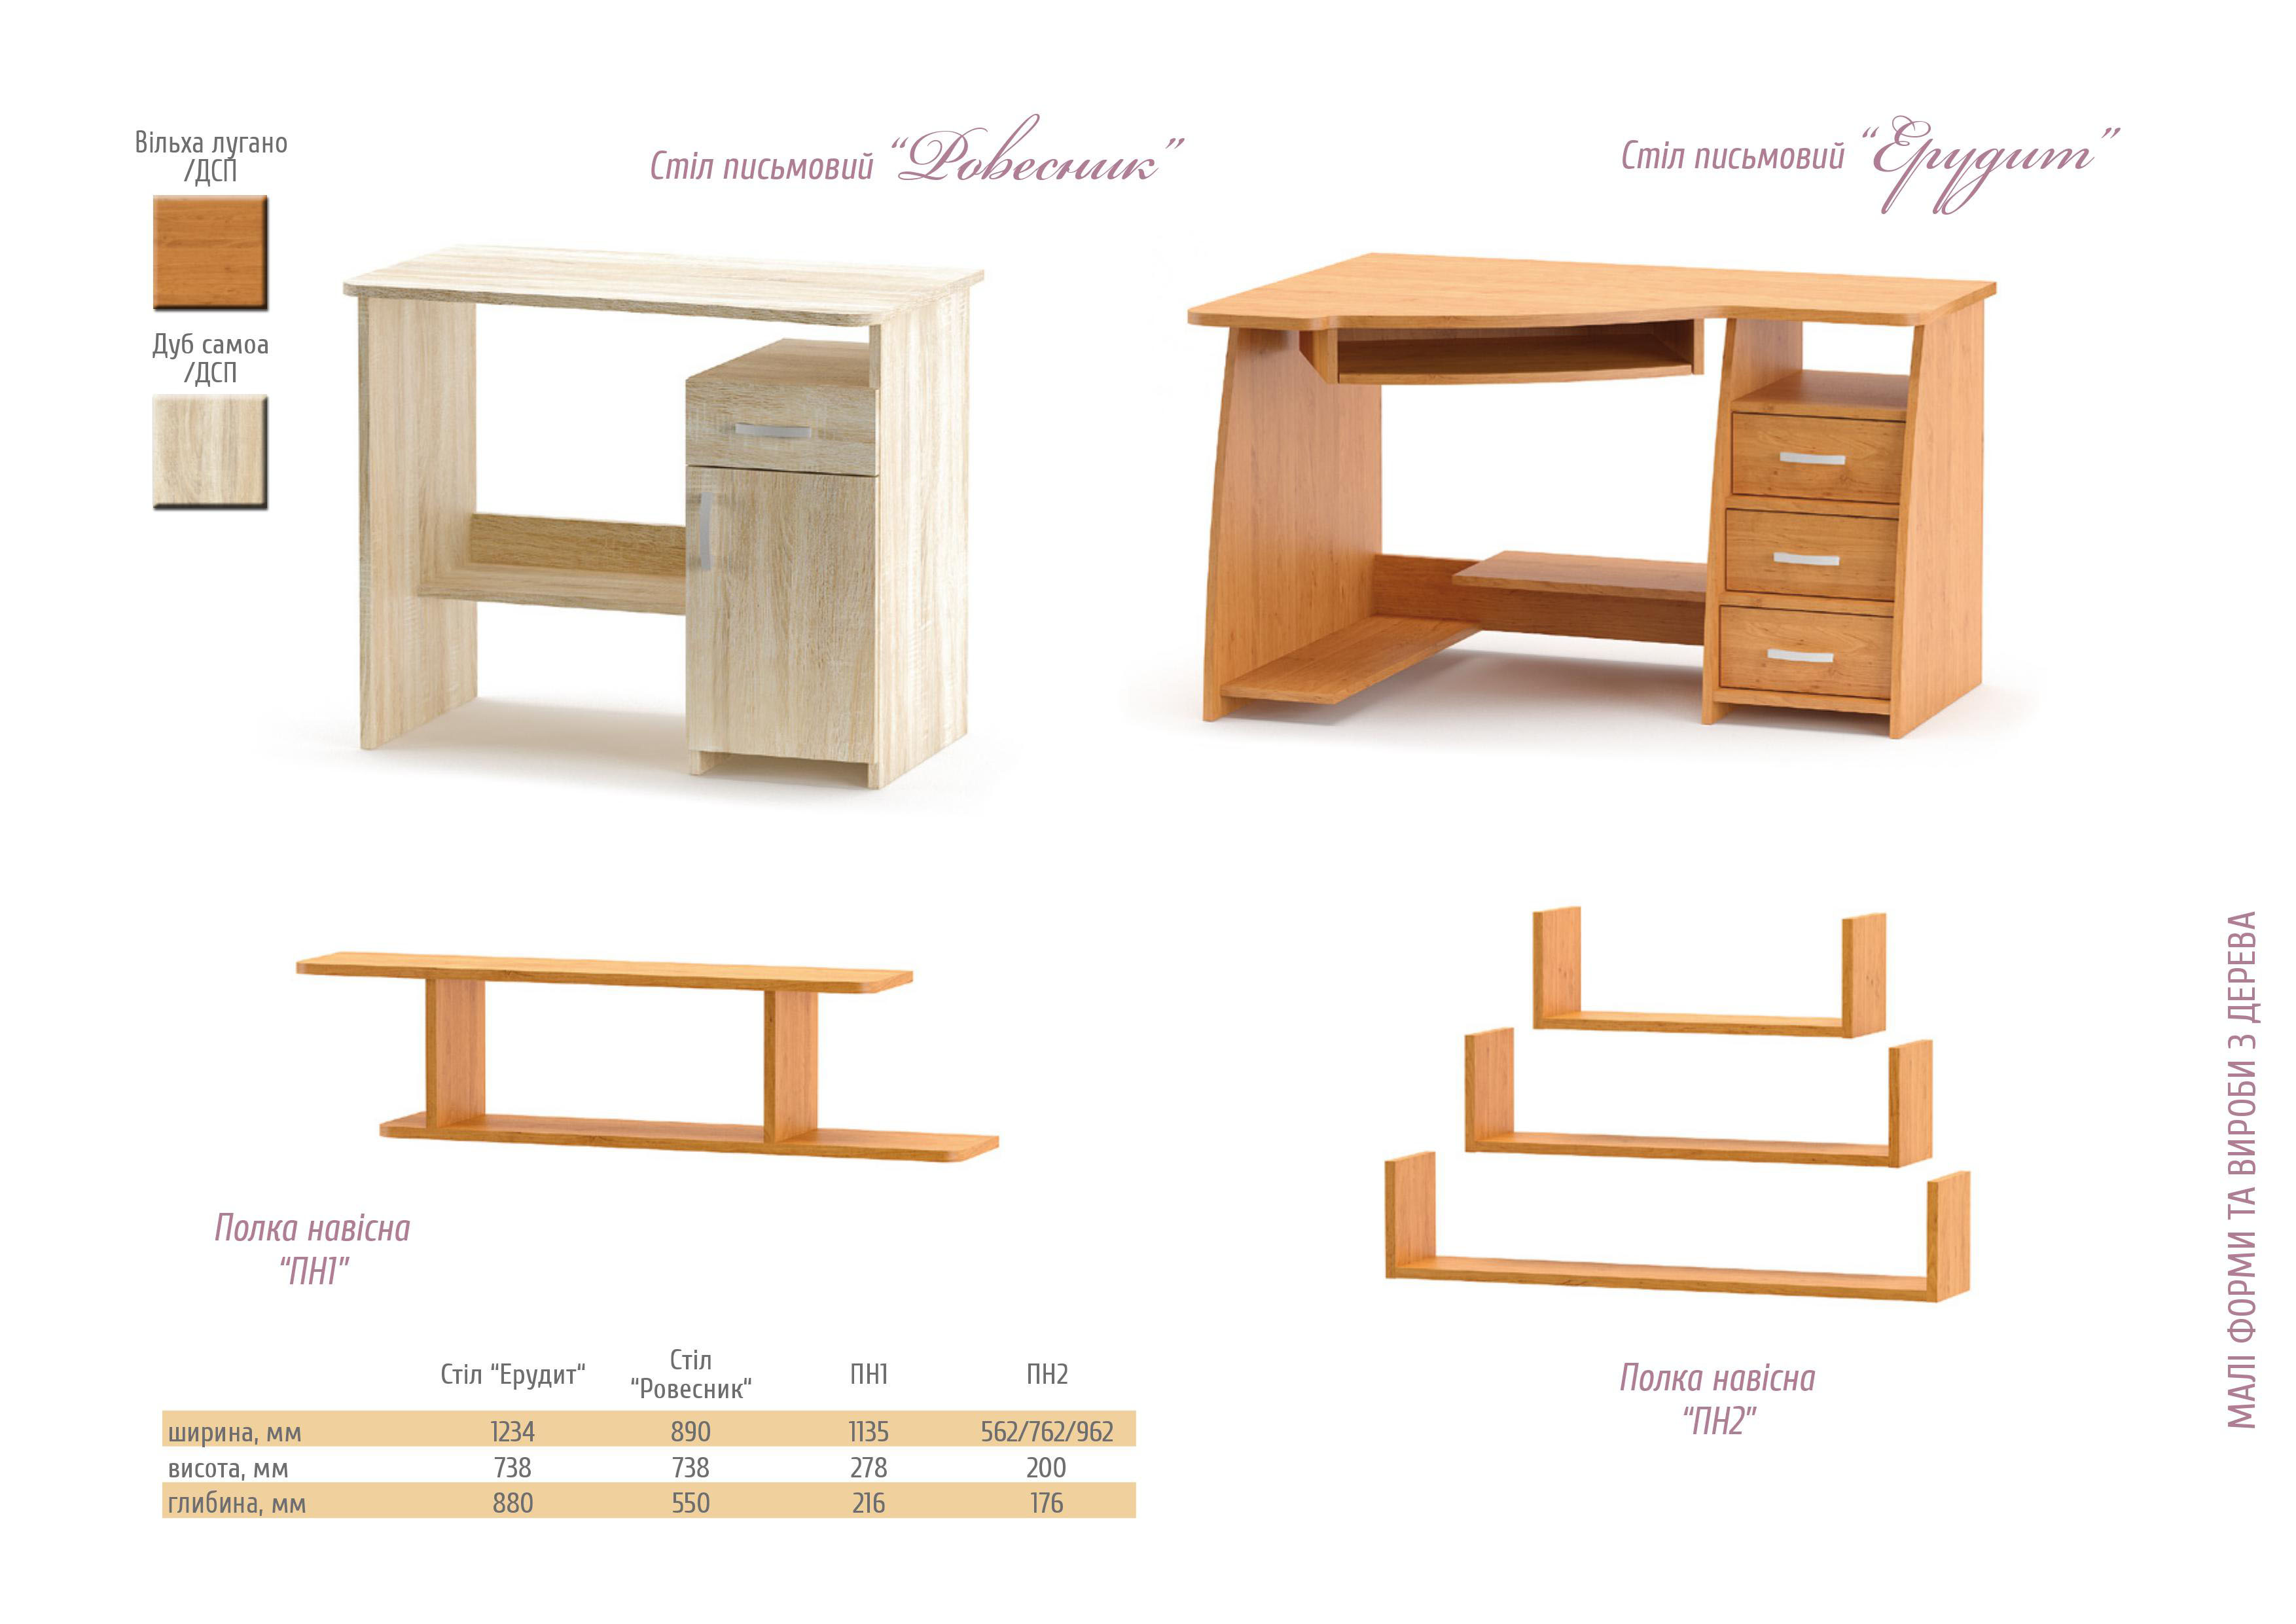 Вільха лугано
/ДСП
Дуб самоа
/ДСП
Стіл письмовий “Ровесник”
Стіл письмовий “Ерудит”
Полка навісна
“ПН1”
Полка навісна
“ПН2”
Стіл “Ерудит“ Стіл “Ровесник“ ПН1 ПН2
ширина, мм 1234 890 1135 562/762/962
висота, мм 738 738 278 200
глибина, мм 880 550 216 176
МАЛІ ФОРМИ ТА ВИРОБИ З ДЕРЕВА